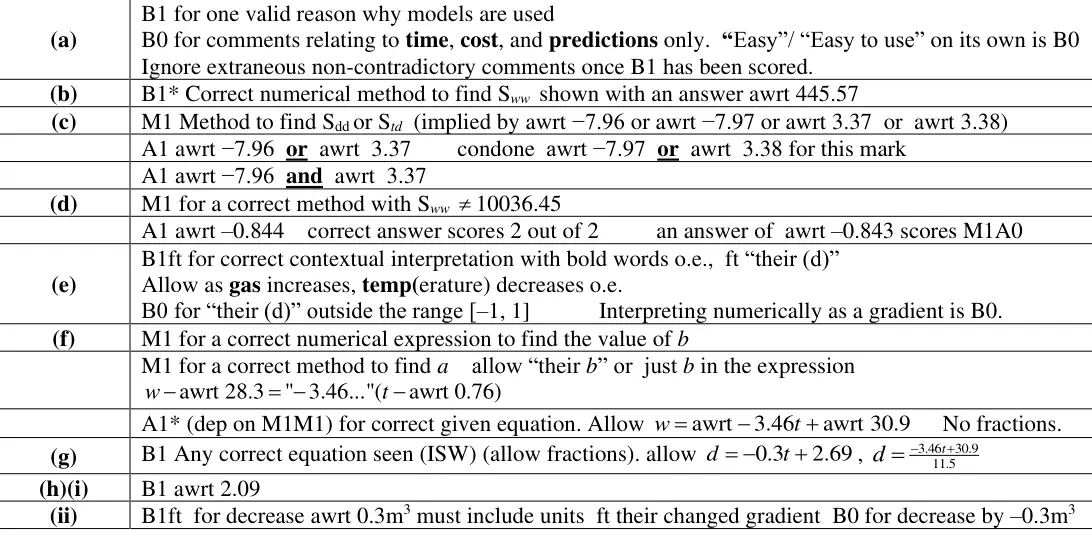 B1 for one valid reason why models are used
(a) B0 for comments relating to time, cost, and predictions only. “Easy”/ “Easy to use” on its own is B0
Ignore extraneous non-contradictory comments once B1 has been scored.
(b) B1* Correct numerical method to find Sww shown with an answer awrt 445.57
(c) M1 Method to find Sdd or Std (implied by awrt −7.96 or awrt −7.97 or awrt 3.37 or awrt 3.38)
A1 awrt −7.96 or awrt 3.37 condone awrt −7.97 or awrt 3.38 for this mark
A1 awrt −7.96 and awrt 3.37
(d) M1 for a correct method with Sww ≠ 10036.45
A1 awrt –0.844 correct answer scores 2 out of 2 an answer of awrt –0.843 scores M1A0
B1ft for correct contextual interpretation with bold words o.e., ft “their (d)”
(e) Allow as gas increases, temp(erature) decreases o.e.
B0 for “their (d)” outside the range [–1, 1] Interpreting numerically as a gradient is B0.
(f) M1 for a correct numerical expression to find the value of b
M1 for a correct method to find a allow “their b” or just b in the expression
w − awrt 28.3 = "−3.46..."(t − awrt 0.76)
A1* (dep on M1M1) for correct given equation. Allow w = awrt − 3.46t + awrt 30.9 No fractions.
(g) B1 Any correct equation seen (ISW) (allow fractions). allow d = −0.3t + 2.69 , d = (−3.46t+30.9)/11.5
(h)(i) B1 awrt 2.09
(ii) B1ft for decrease awrt 0.3m³ must include units ft their changed gradient B0 for decrease by –0.3m³